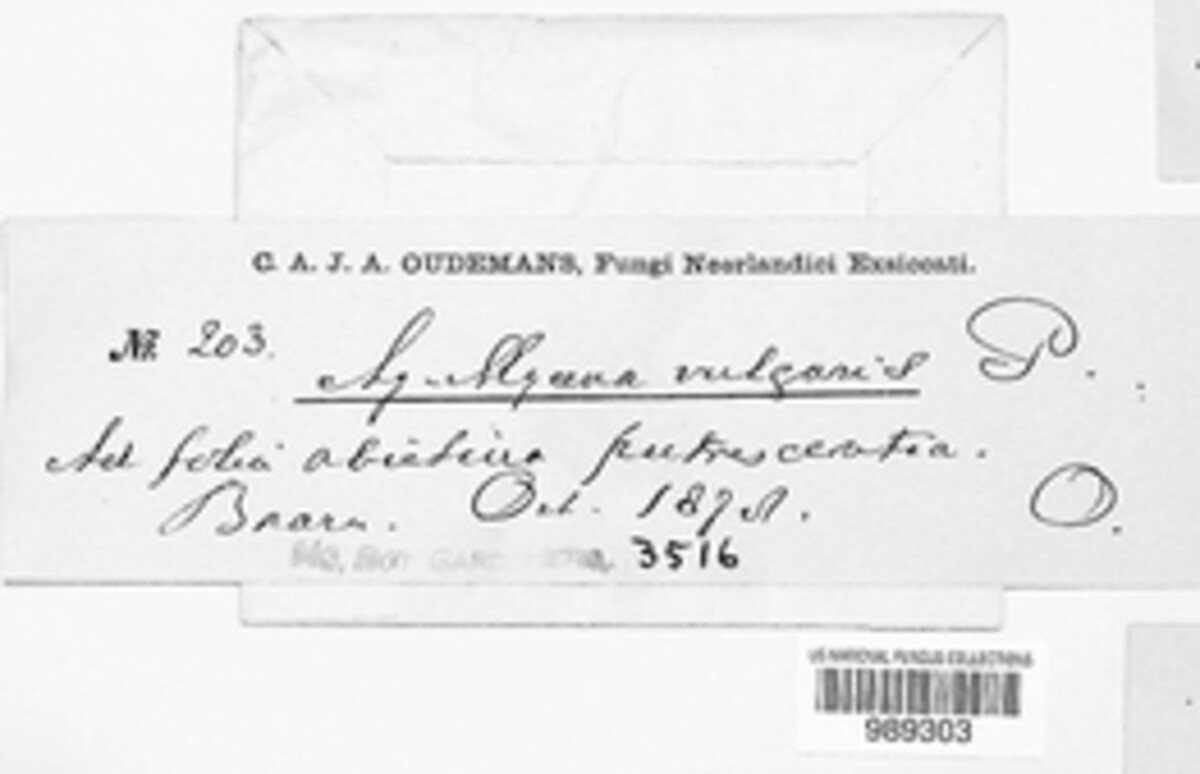 C. A. J. A. OUDEMANS, Fungi Neerlandici Exsiccati.
№ 203. Ag. Mycena vulgaris P.
Ad folia abietina putrescentia.
Baarn. Oct. O.
3516
US NATIONAL FUNGUS COLLECTIONS
989303